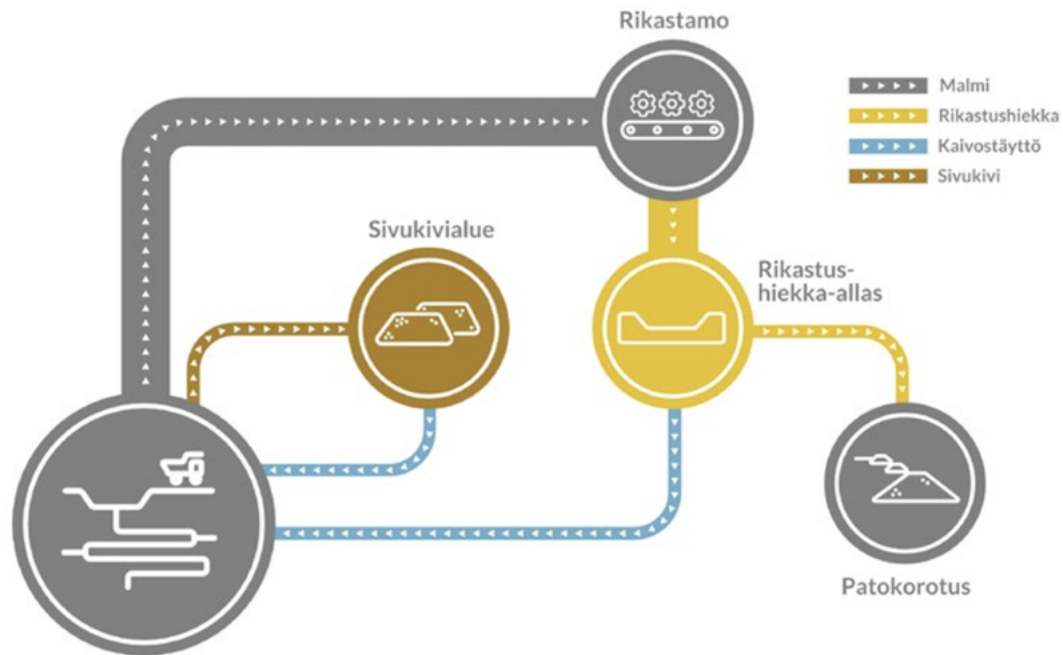 Rikastamo
Malmi
Rikastushiekka
Kaivostäyttö
Sivukivi
Sivukivialue
Rikastus-
hiekka-allas
Patokorotus